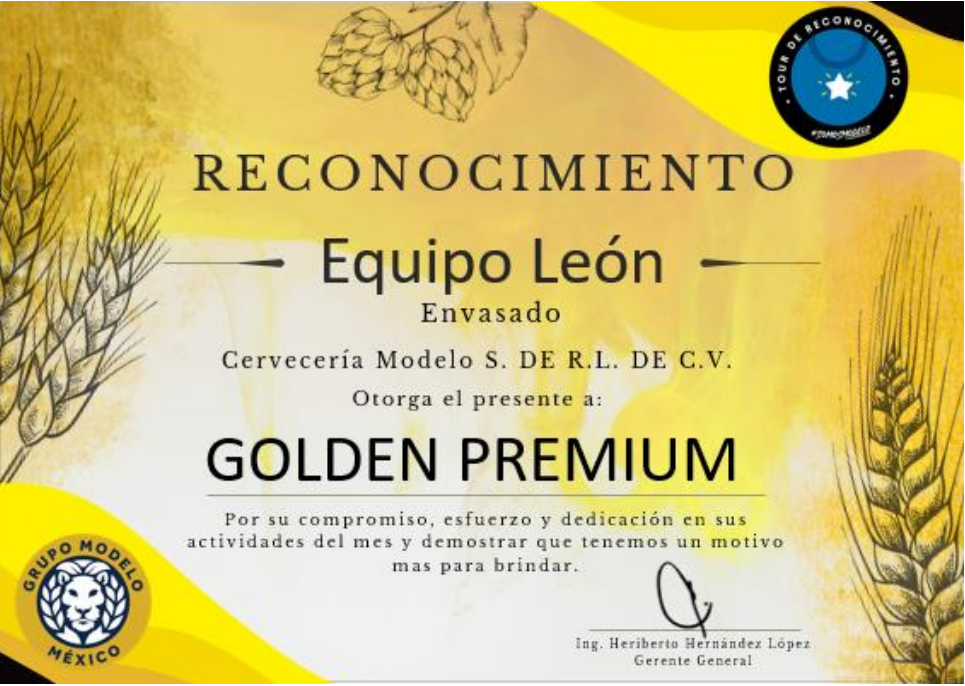 TOUR DE RECONOCIMIENTO
#SOMOSMODELO
RECONOCIMIENTO
Equipo León
Envasado
Cervecería Modelo S. DE R.L. DE C.V.
Otorga el presente a:
GOLDEN PREMIUM
Por su compromiso, esfuerzo y dedicación en sus
actividades del mes y demostrar que tenemos un motivo
mas para brindar.
GRUPO MODELO
MÉXICO
Ing. Heriberto Hernández López
Gerente General